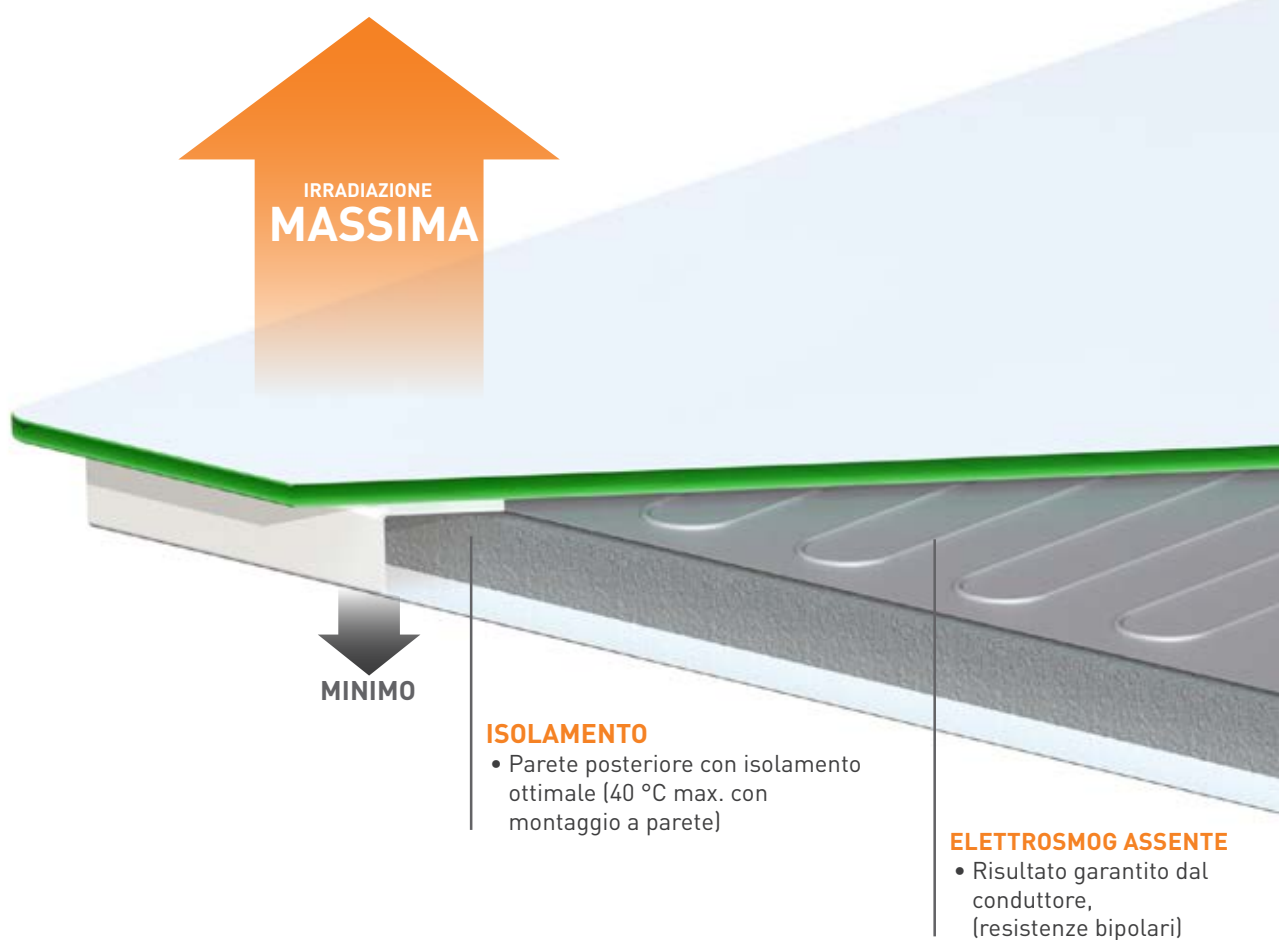 IRRADIAZIONE
MASSIMA
MINIMO
ISOLAMENTO
• Parete posteriore con isolamento
ottimale (40 °C max. con
montaggio a parete)
ELETTROSMOG ASSENTE
• Risultato garantito dal
conduttore,
(resistenze bipolari)